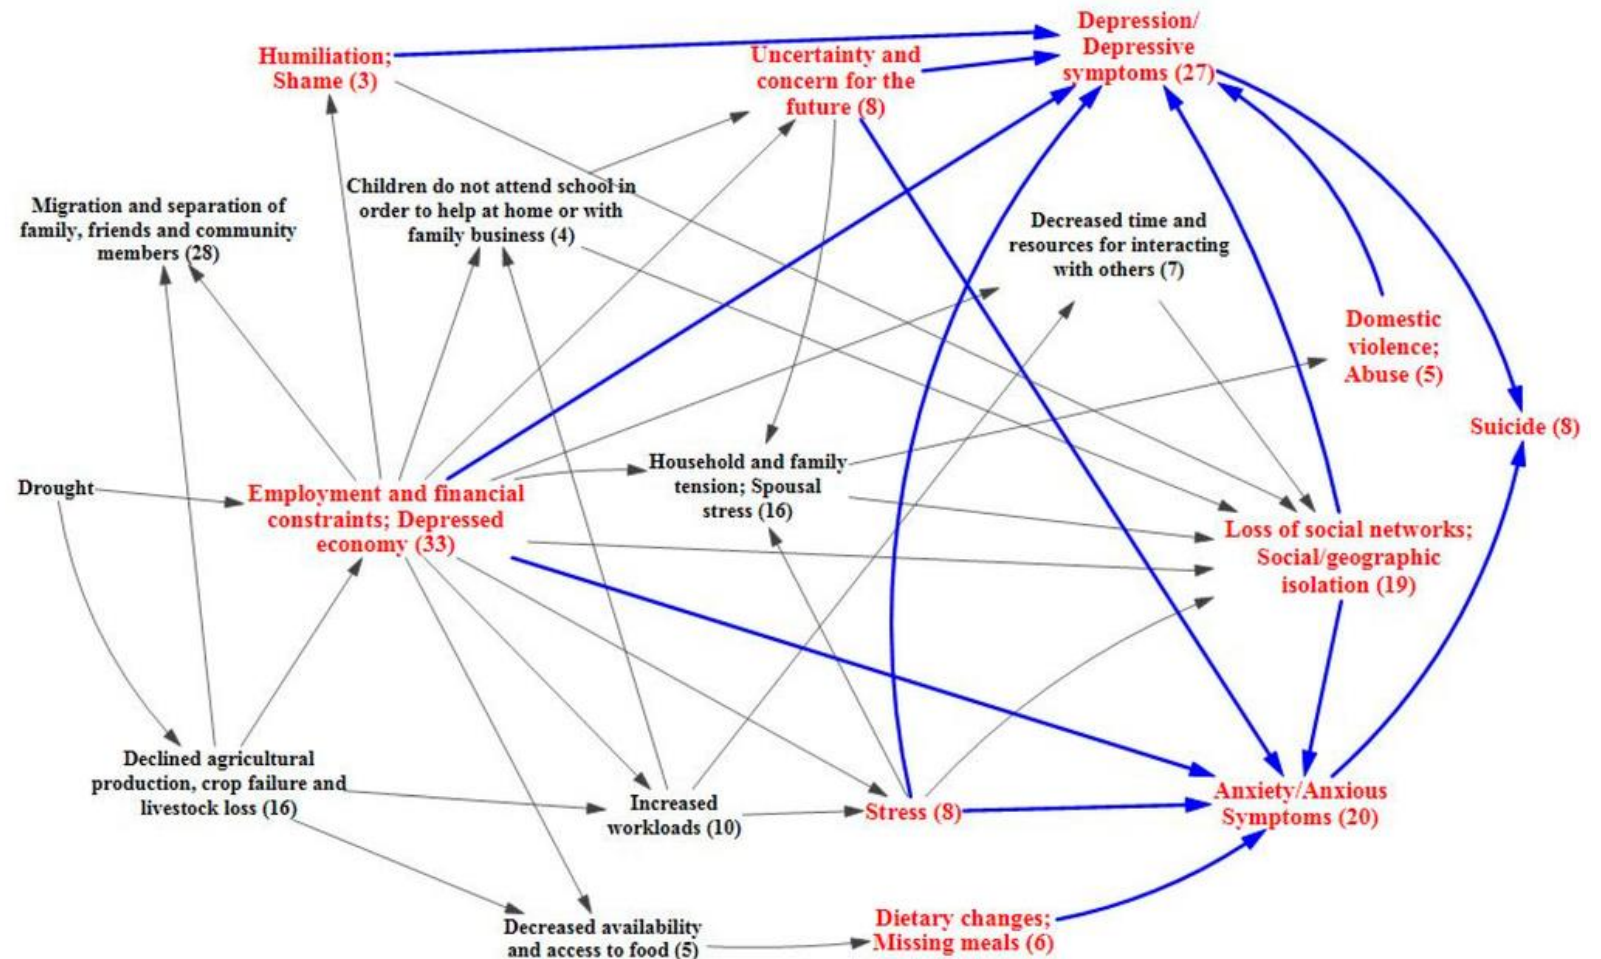 Depression/
Depressive
symptoms (27)
Humiliation;
Shame (3)
Uncertainty and
concern for the
future (8)
Children do not attend school in
order to help at home or with
family business (4)
Migration and separation of
family, friends and community
members (28)
Decreased time and
resources for interacting
with others (7)
Domestic
violence;
Abuse (5)
Suicide (8)
Household and family
tension; Spousal
stress (16)
Drought
Employment and financial
constraints; Depressed
economy (33)
Loss of social networks;
Social/geographic
isolation (19)
Declined agricultural
production, crop failure and
livestock loss (16)
Increased
workloads (10)
Stress (8)
Anxiety/Anxious
Symptoms (20)
Decreased availability
and access to food (5)
Dietary changes;
Missing meals (6)